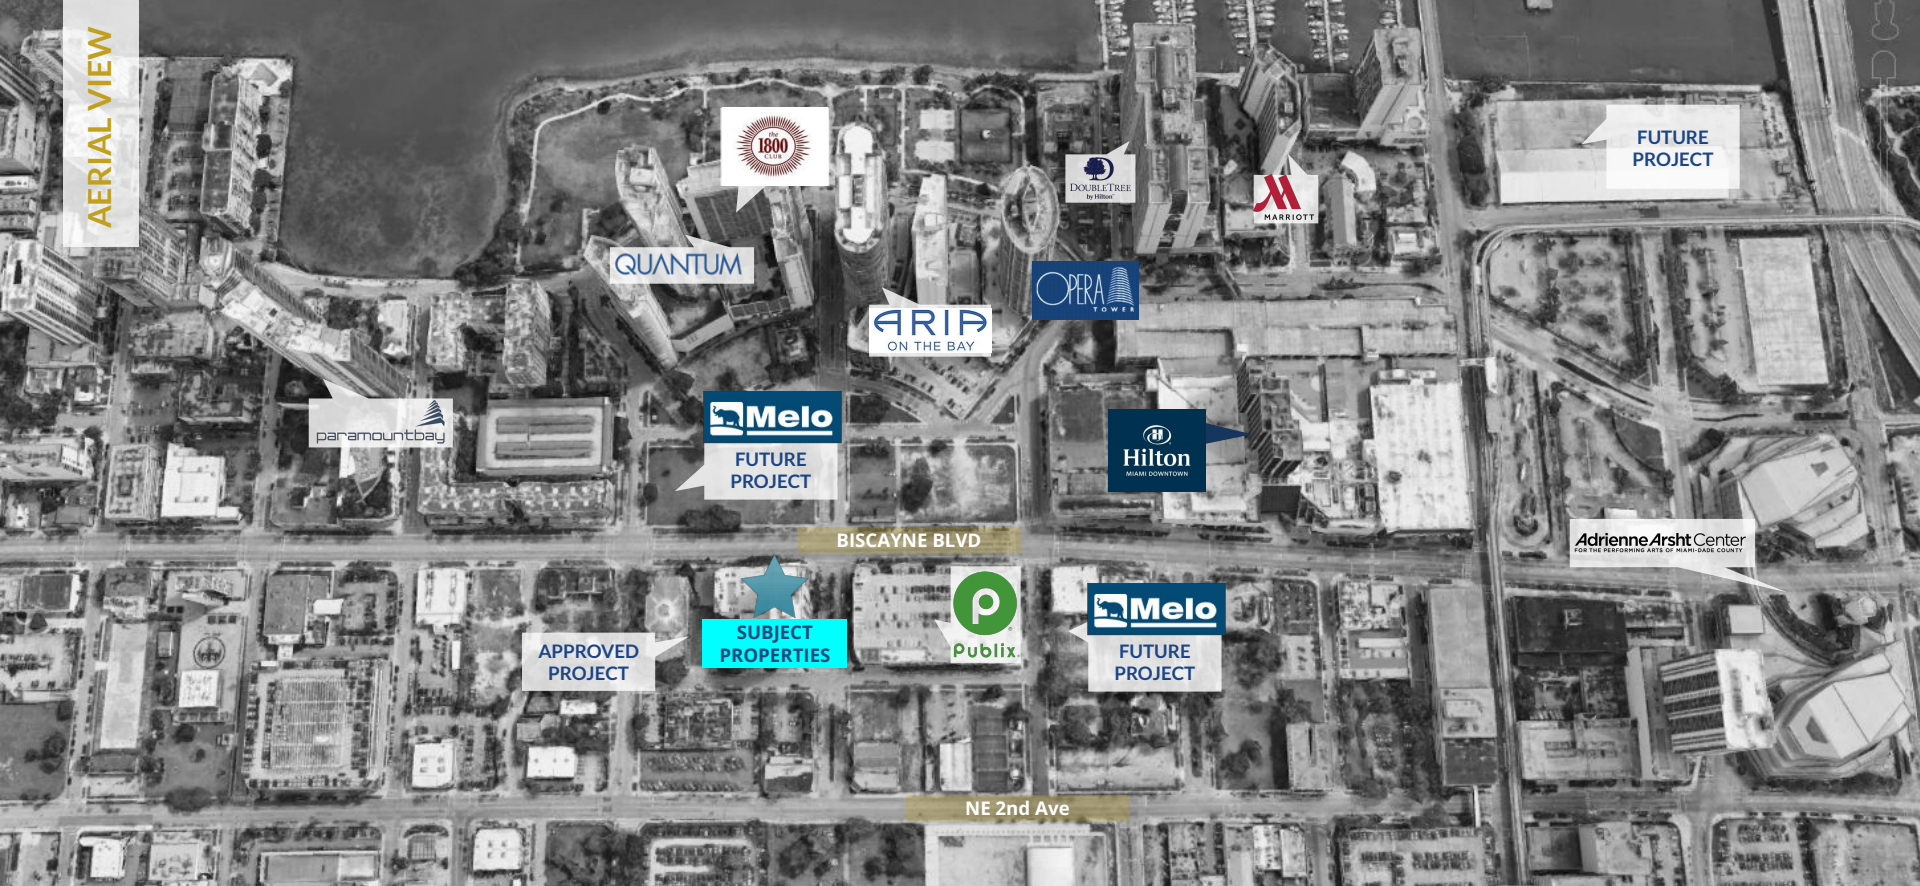 AERIAL VIEW
the
1800
CLUB
FUTURE
PROJECT
DOUBLETREE
by Hilton
MARRIOTT
QUANTUM
OPERA
TOWER
ARIA
ON THE BAY
paramountbay
Melo
FUTURE
PROJECT
H
Hilton
MIAMI DOWNTOWN
BISCAYNE BLVD
Adrienne Arsht Center
FOR THE PERFORMING ARTS OF MIAMI-DADE COUNTY
SUBJECT
PROPERTIES
p
Publix
Melo
FUTURE
PROJECT
APPROVED
PROJECT
NE 2nd Ave